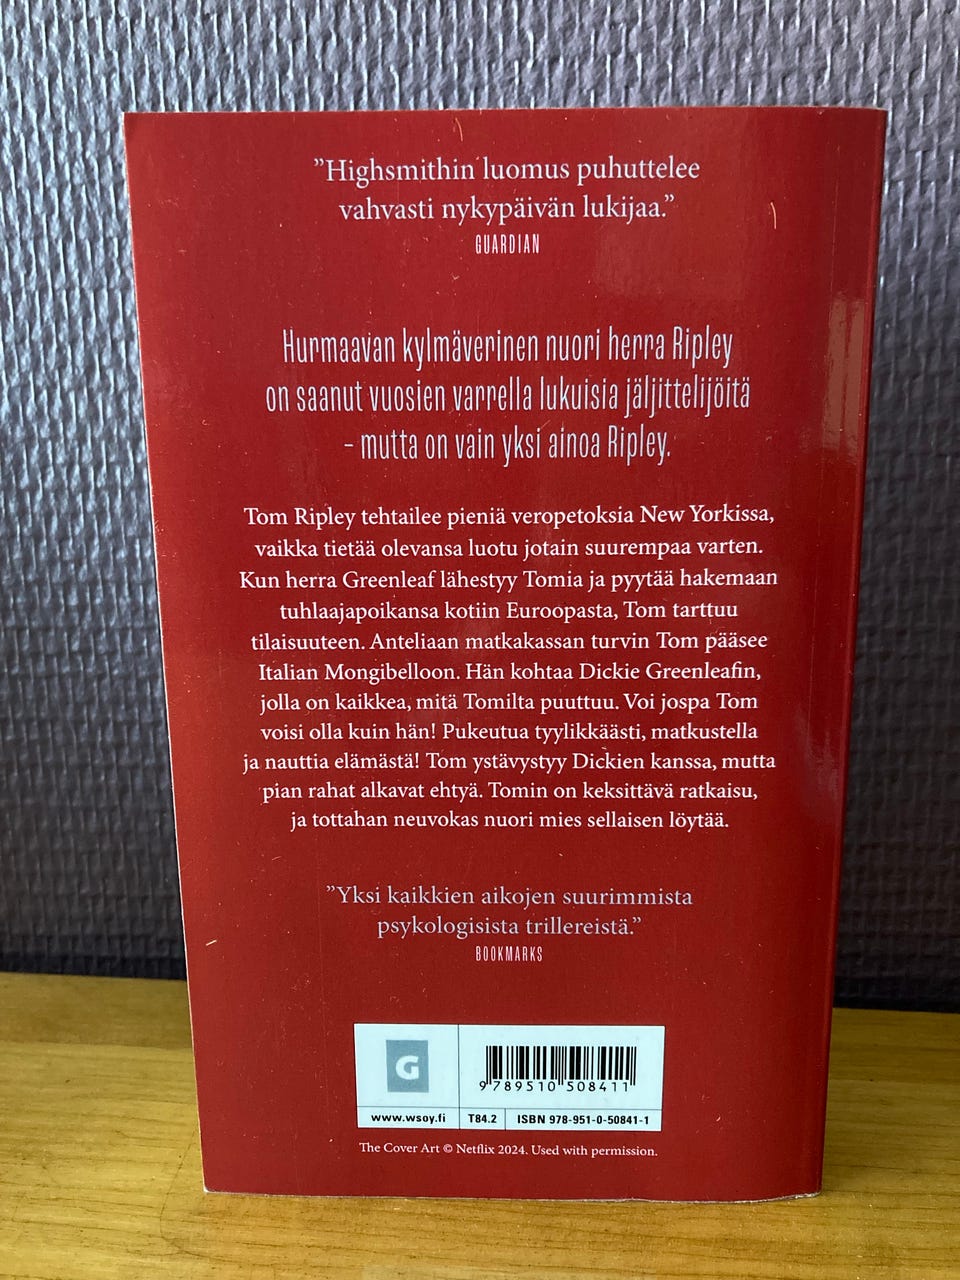 ”Highsmithin luomus puhuttelee
vahvasti nykypäivän lukijaa.”
GUARDIAN
Hurmaavan kylmäverinen nuori herra Ripley
on saanut vuosien varrella lukuisia jäljittelijöitä
– mutta on vain yksi ainoa Ripley.
Tom Ripley tehtailee pieniä veropetoksia New Yorkissa,
vaikka tietää olevansa luotu jotain suurempaa varten.
Kun herra Greenleaf lähestyy Tomia ja pyytää hakemaan
tuhlaajapoikansa kotiin Euroopasta, Tom tarttuu
tilaisuuteen. Anteliaan matkakassan turvin Tom pääsee
Italian Mongibelloon. Hän kohtaa Dickie Greenleafin,
jolla on kaikkea, mitä Tomilta puuttuu. Voi jospa Tom
voisi olla kuin hän! Pukeutua tyylikkäästi, matkustella
ja nauttia elämästä! Tom ystävystyy Dickien kanssa, mutta
pian rahat alkavat ehtyä. Tomin on keksittävä ratkaisu,
ja tottahan neuvokas nuori mies sellaisen löytää.
”Yksi kaikkien aikojen suurimmista
psykologisista trillereistä.”
BOOKMARKS
G
9 789510 508411
www.wsoy.fi T84.2 ISBN 978-951-0-50841-1
The Cover Art © Netflix 2024. Used with permission.